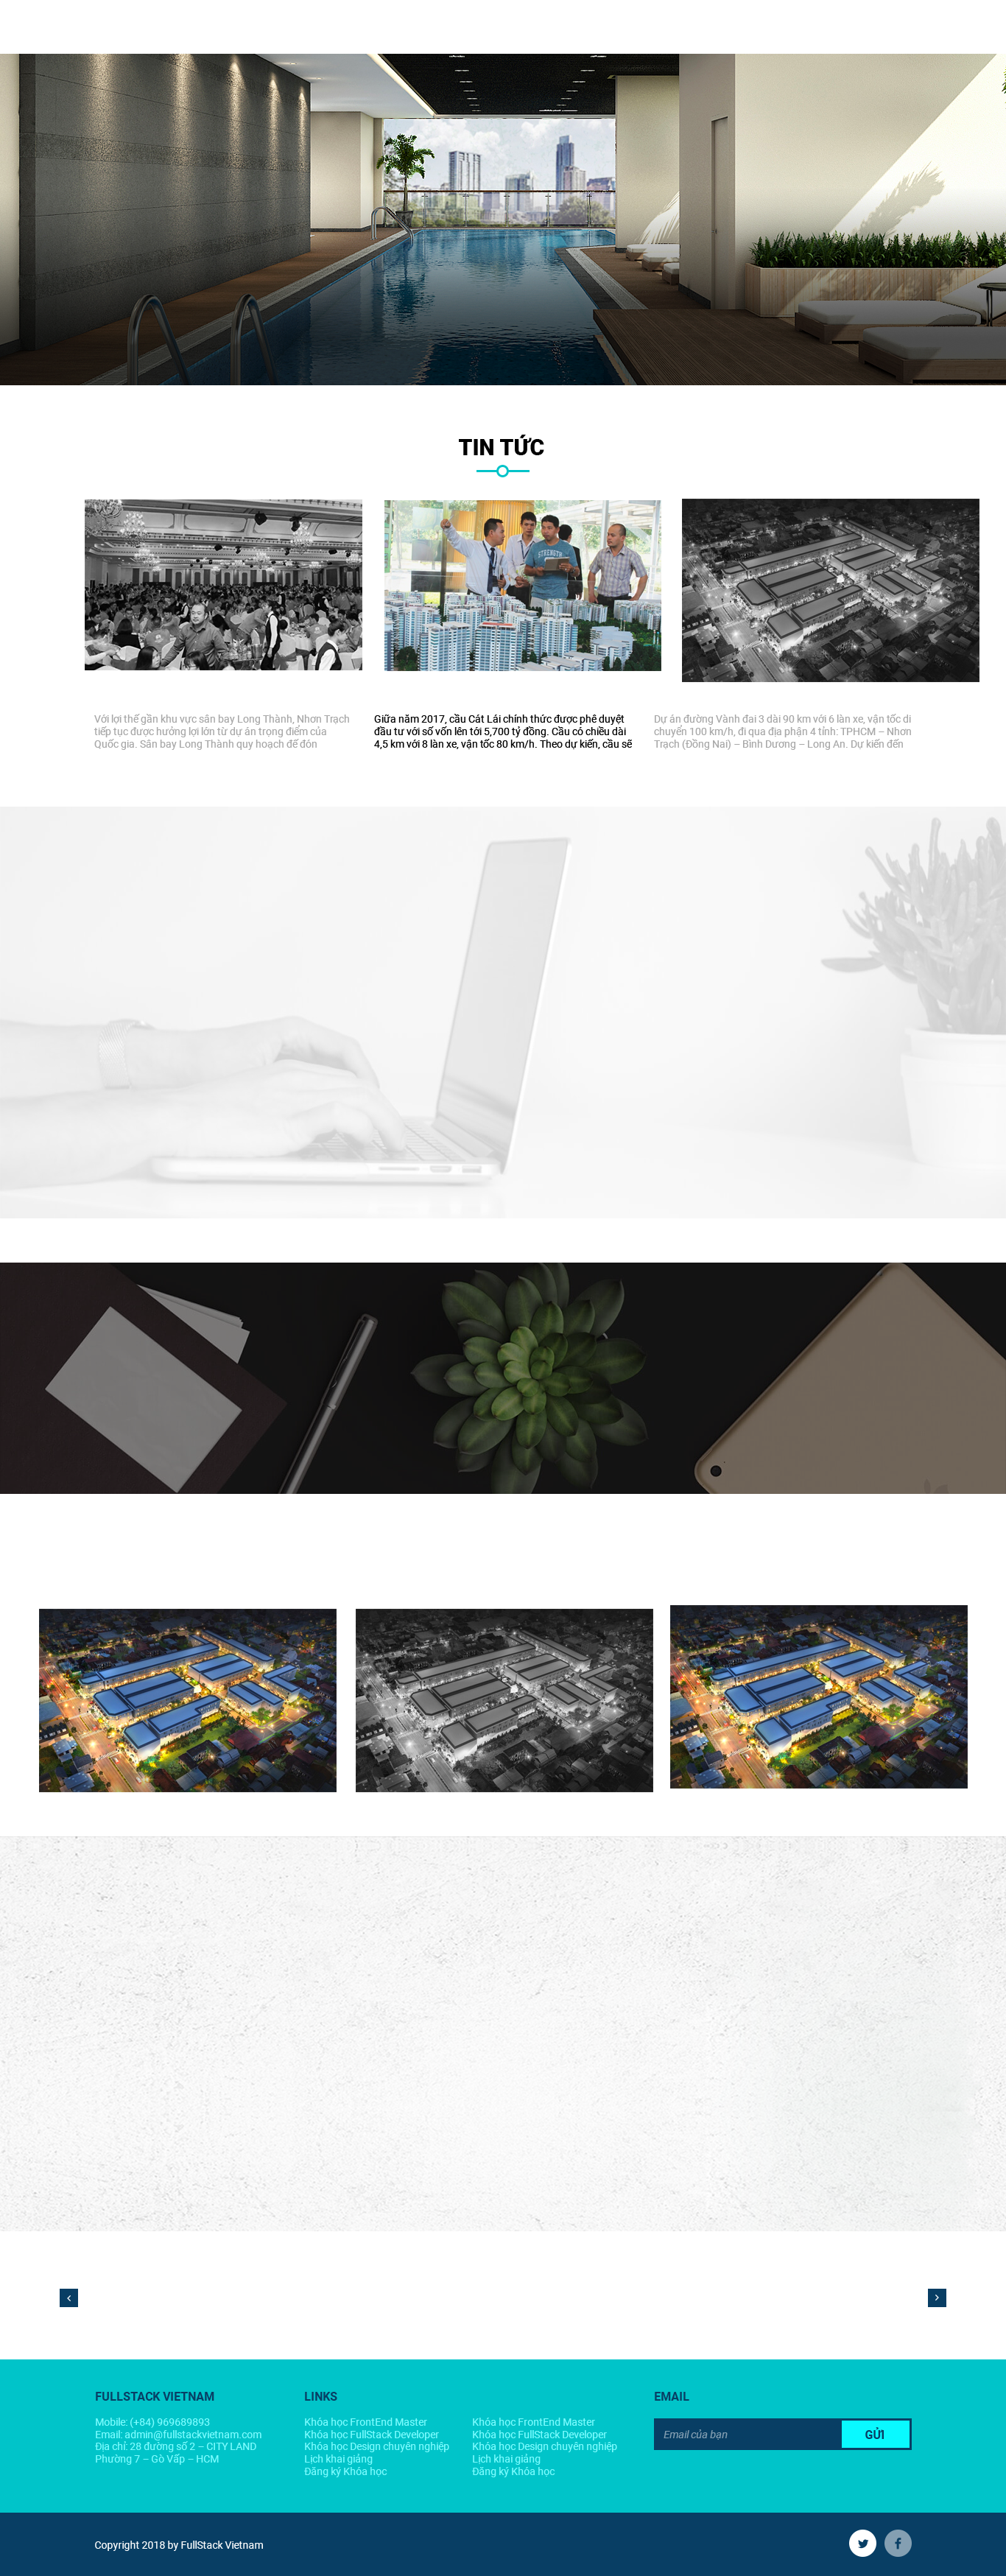 TIN TỨC
STRENGTH
Với lợi thế gần khu vực sân bay Long Thành, Nhơn Trạch
tiếp tục được hưởng lợi lớn từ dự án trọng điểm của
Quốc gia. Sân bay Long Thành quy hoạch để đón
Giữa năm 2017, cầu Cát Lái chính thức được phê duyệt
đầu tư với số vốn lên tới 5,700 tỷ đồng. Cầu có chiều dài
4,5 km với 8 làn xe, vận tốc 80 km/h. Theo dự kiến, cầu sẽ
Dự án đường Vành đai 3 dài 90 km với 6 làn xe, vận tốc di
chuyển 100 km/h, đi qua địa phận 4 tỉnh: TPHCM – Nhơn
Trạch (Đồng Nai) – Bình Dương – Long An. Dự kiến đến
FULLSTACK VIETNAM
Mobile: (+84) 969689893
Email: admin@fullstackvietnam.com
Địa chỉ: 28 đường số 2 – CITY LAND
Phường 7 – Gò Vấp – HCM
LINKS
Khóa học FrontEnd Master
Khóa học FullStack Developer
Khóa học Design chuyên nghiệp
Lịch khai giảng
Đăng ký Khóa học
Khóa học FrontEnd Master
Khóa học FullStack Developer
Khóa học Design chuyên nghiệp
Lịch khai giảng
Đăng ký Khóa học
EMAIL
Email của bạn
GỬI
Copyright 2018 by FullStack Vietnam